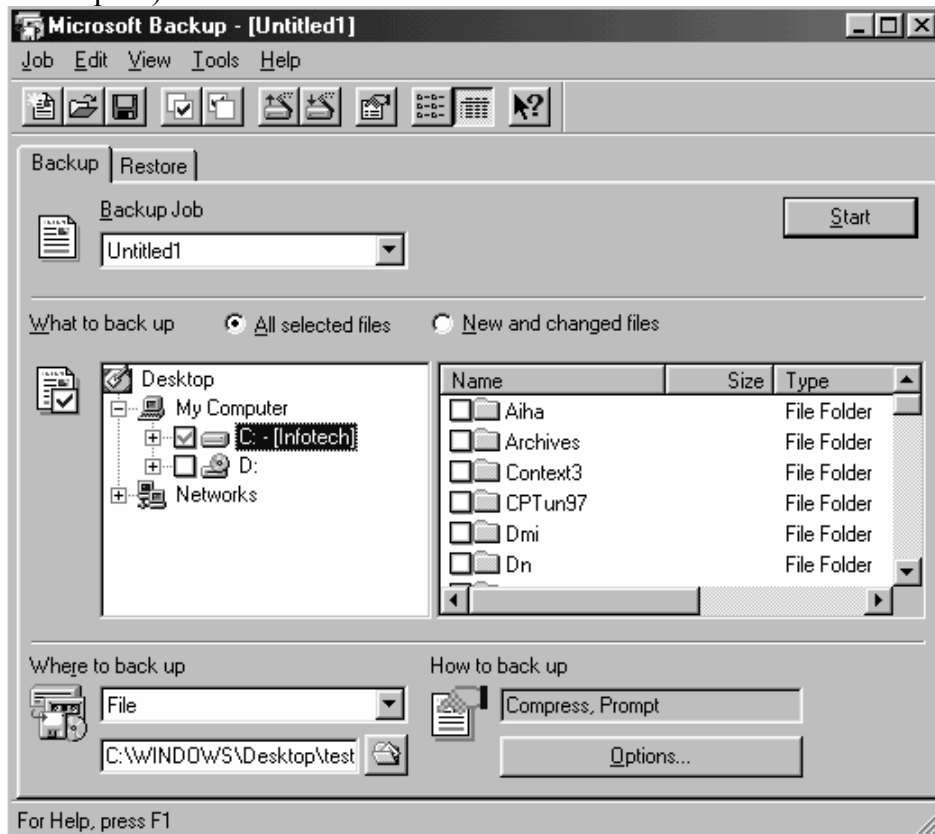 Microsoft Backup - [Untitled1]
Job Edit View Tools Help
Backup Restore
Backup Job
Start
Untitled1
What to back up All selected files New and changed files
Desktop
My Computer
C: - [Infotech]
D:
Networks
Name Size Type
Aiha File Folder
Archives File Folder
Context3 File Folder
CPTun97 File Folder
Dmi File Folder
Dn File Folder
Where to back up How to back up
File Compress, Prompt
C:\WINDOWS\Desktop\test Options...
For Help, press F1